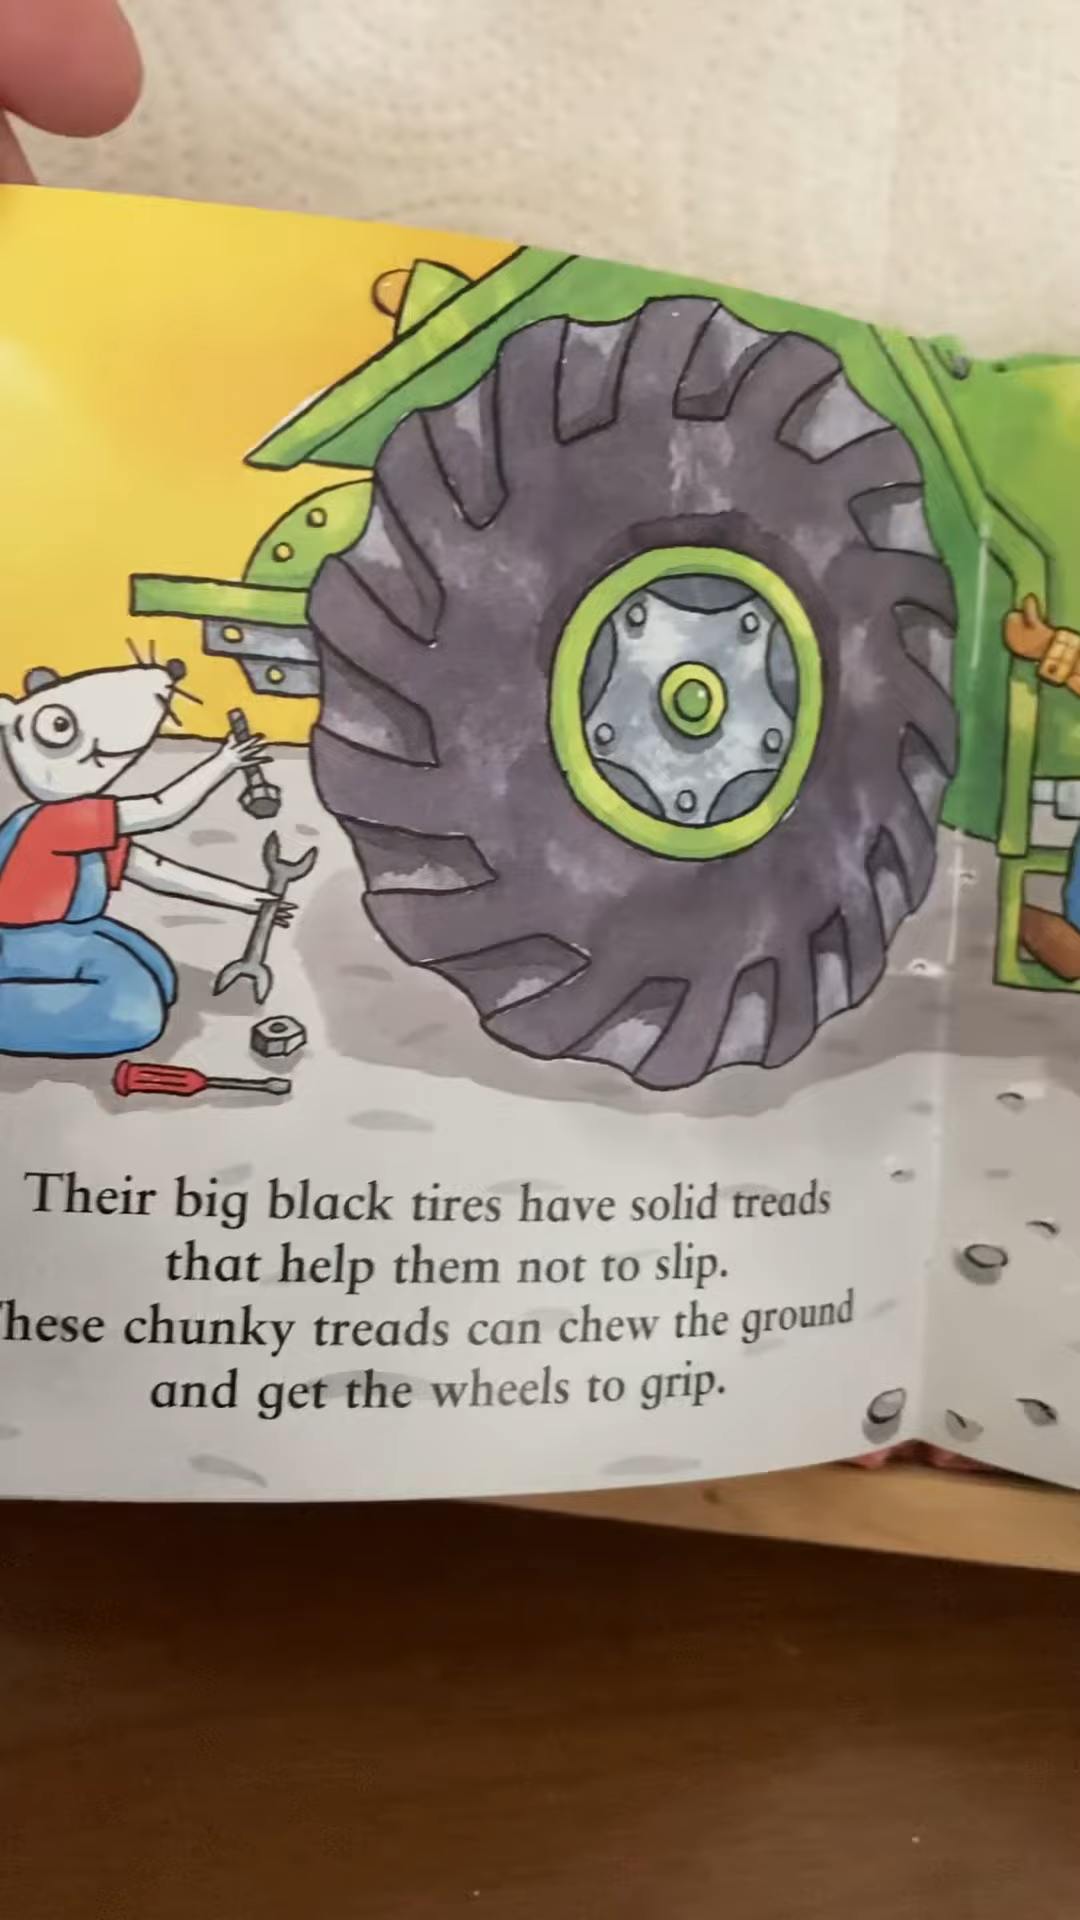 Their big black tires have solid treads
that help them not to slip.
These chunky treads can chew the ground
and get the wheels to grip.